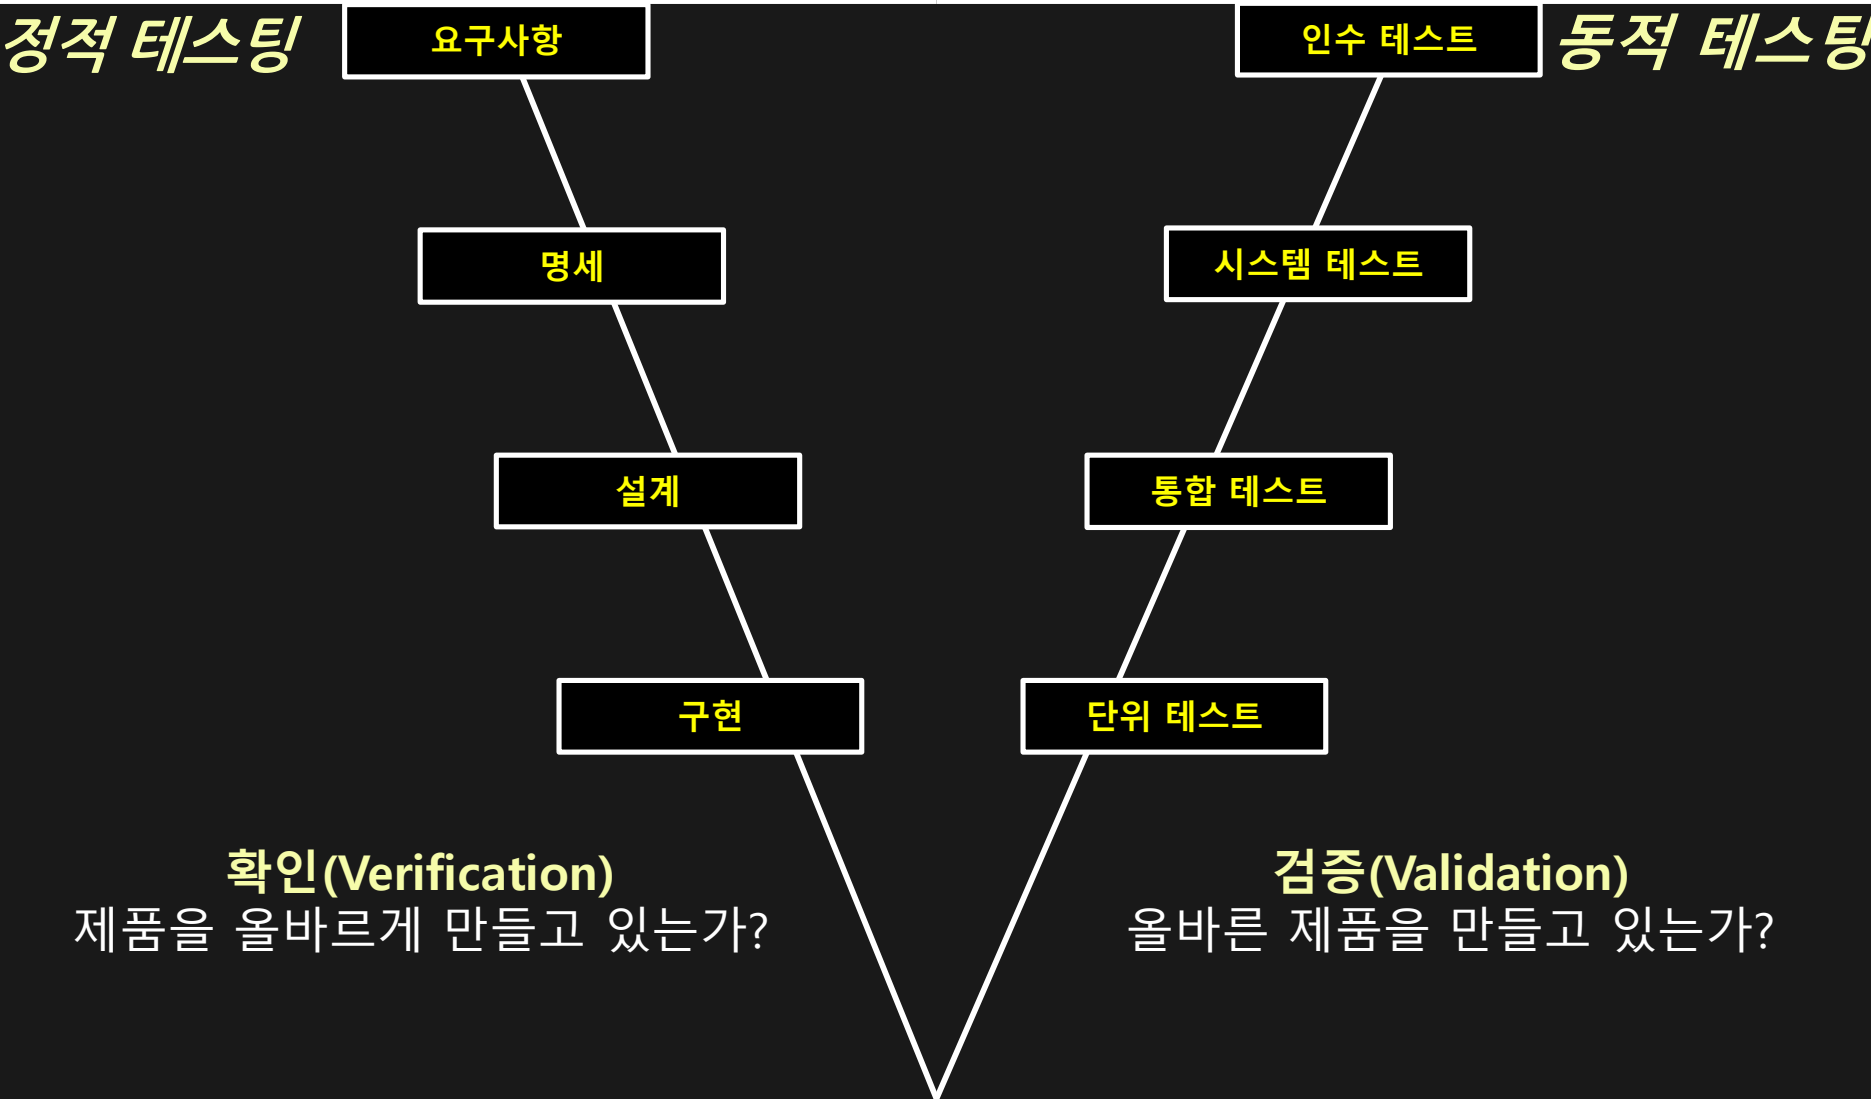 정적 테스팅
요구사항
인수 테스트
동적 테스팅
명세
시스템 테스트
설계
통합 테스트
구현
단위 테스트
확인(Verification)
제품을 올바르게 만들고 있는가?
검증(Validation)
올바른 제품을 만들고 있는가?